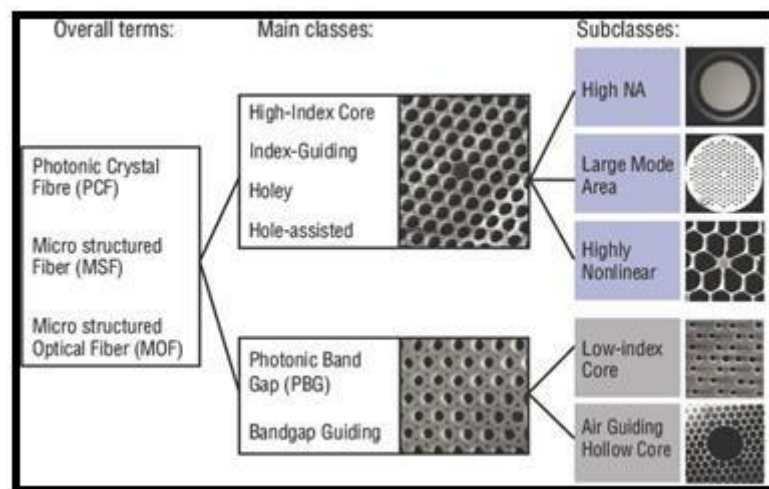 Overall terms:
Main classes:
Subclasses:
Photonic Crystal
Fibre (PCF)
Micro structured
Fiber (MSF)
Micro structured
Optical Fiber (MOF)
High-Index Core
Index-Guiding
Holey
Hole-assisted
Photonic Band
Gap (PBG)
Bandgap Guiding
High NA
Large Mode
Area
Highly
Nonlinear
Low-index
Core
Air Guiding
Hollow Core